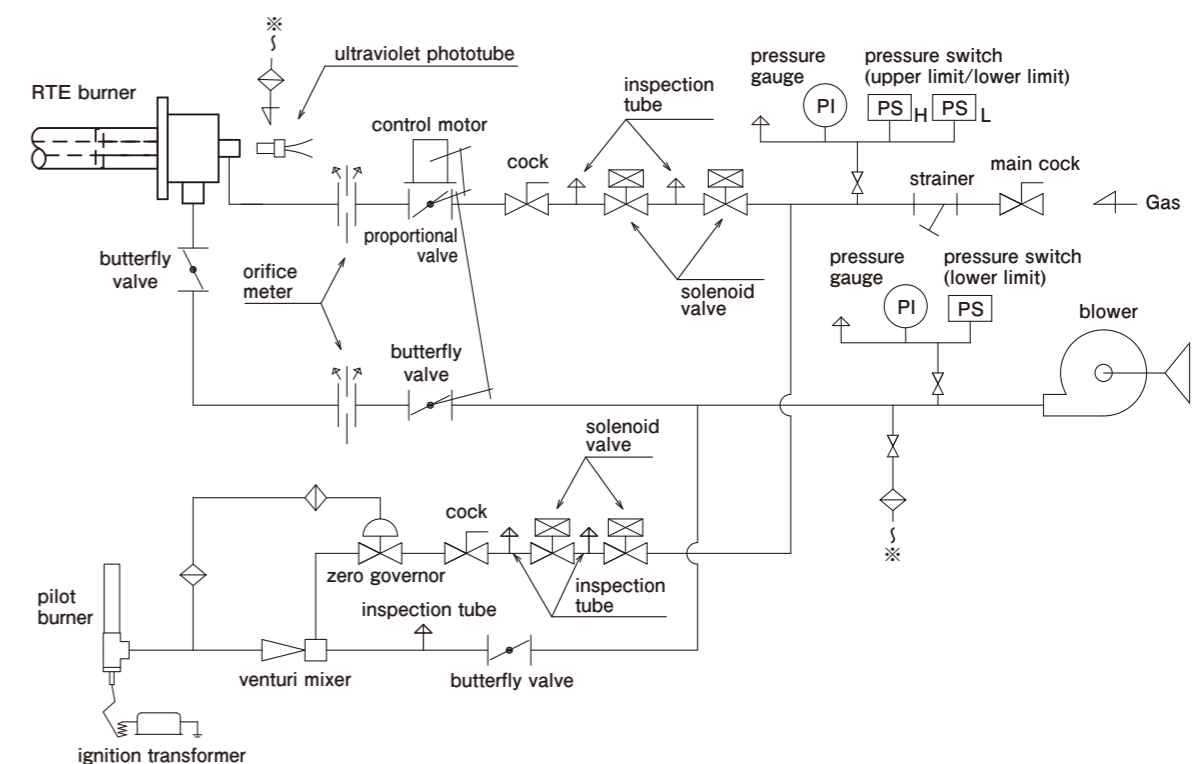 ※
ultraviolet phototube
RTE burner
control motor
inspection
tube
pressure
gauge
pressure switch
(upper limit/lower limit)
PI
PS
H
PS
L
cock
strainer
main cock
Gas
proportional
valve
butterfly
valve
orifice
meter
solenoid
valve
pressure
gauge
pressure switch
(lower limit)
PI
PS
blower
butterfly
valve
solenoid
valve
cock
※
zero governor
inspection
tube
pilot
burner
inspection tube
venturi mixer
butterfly valve
ignition transformer